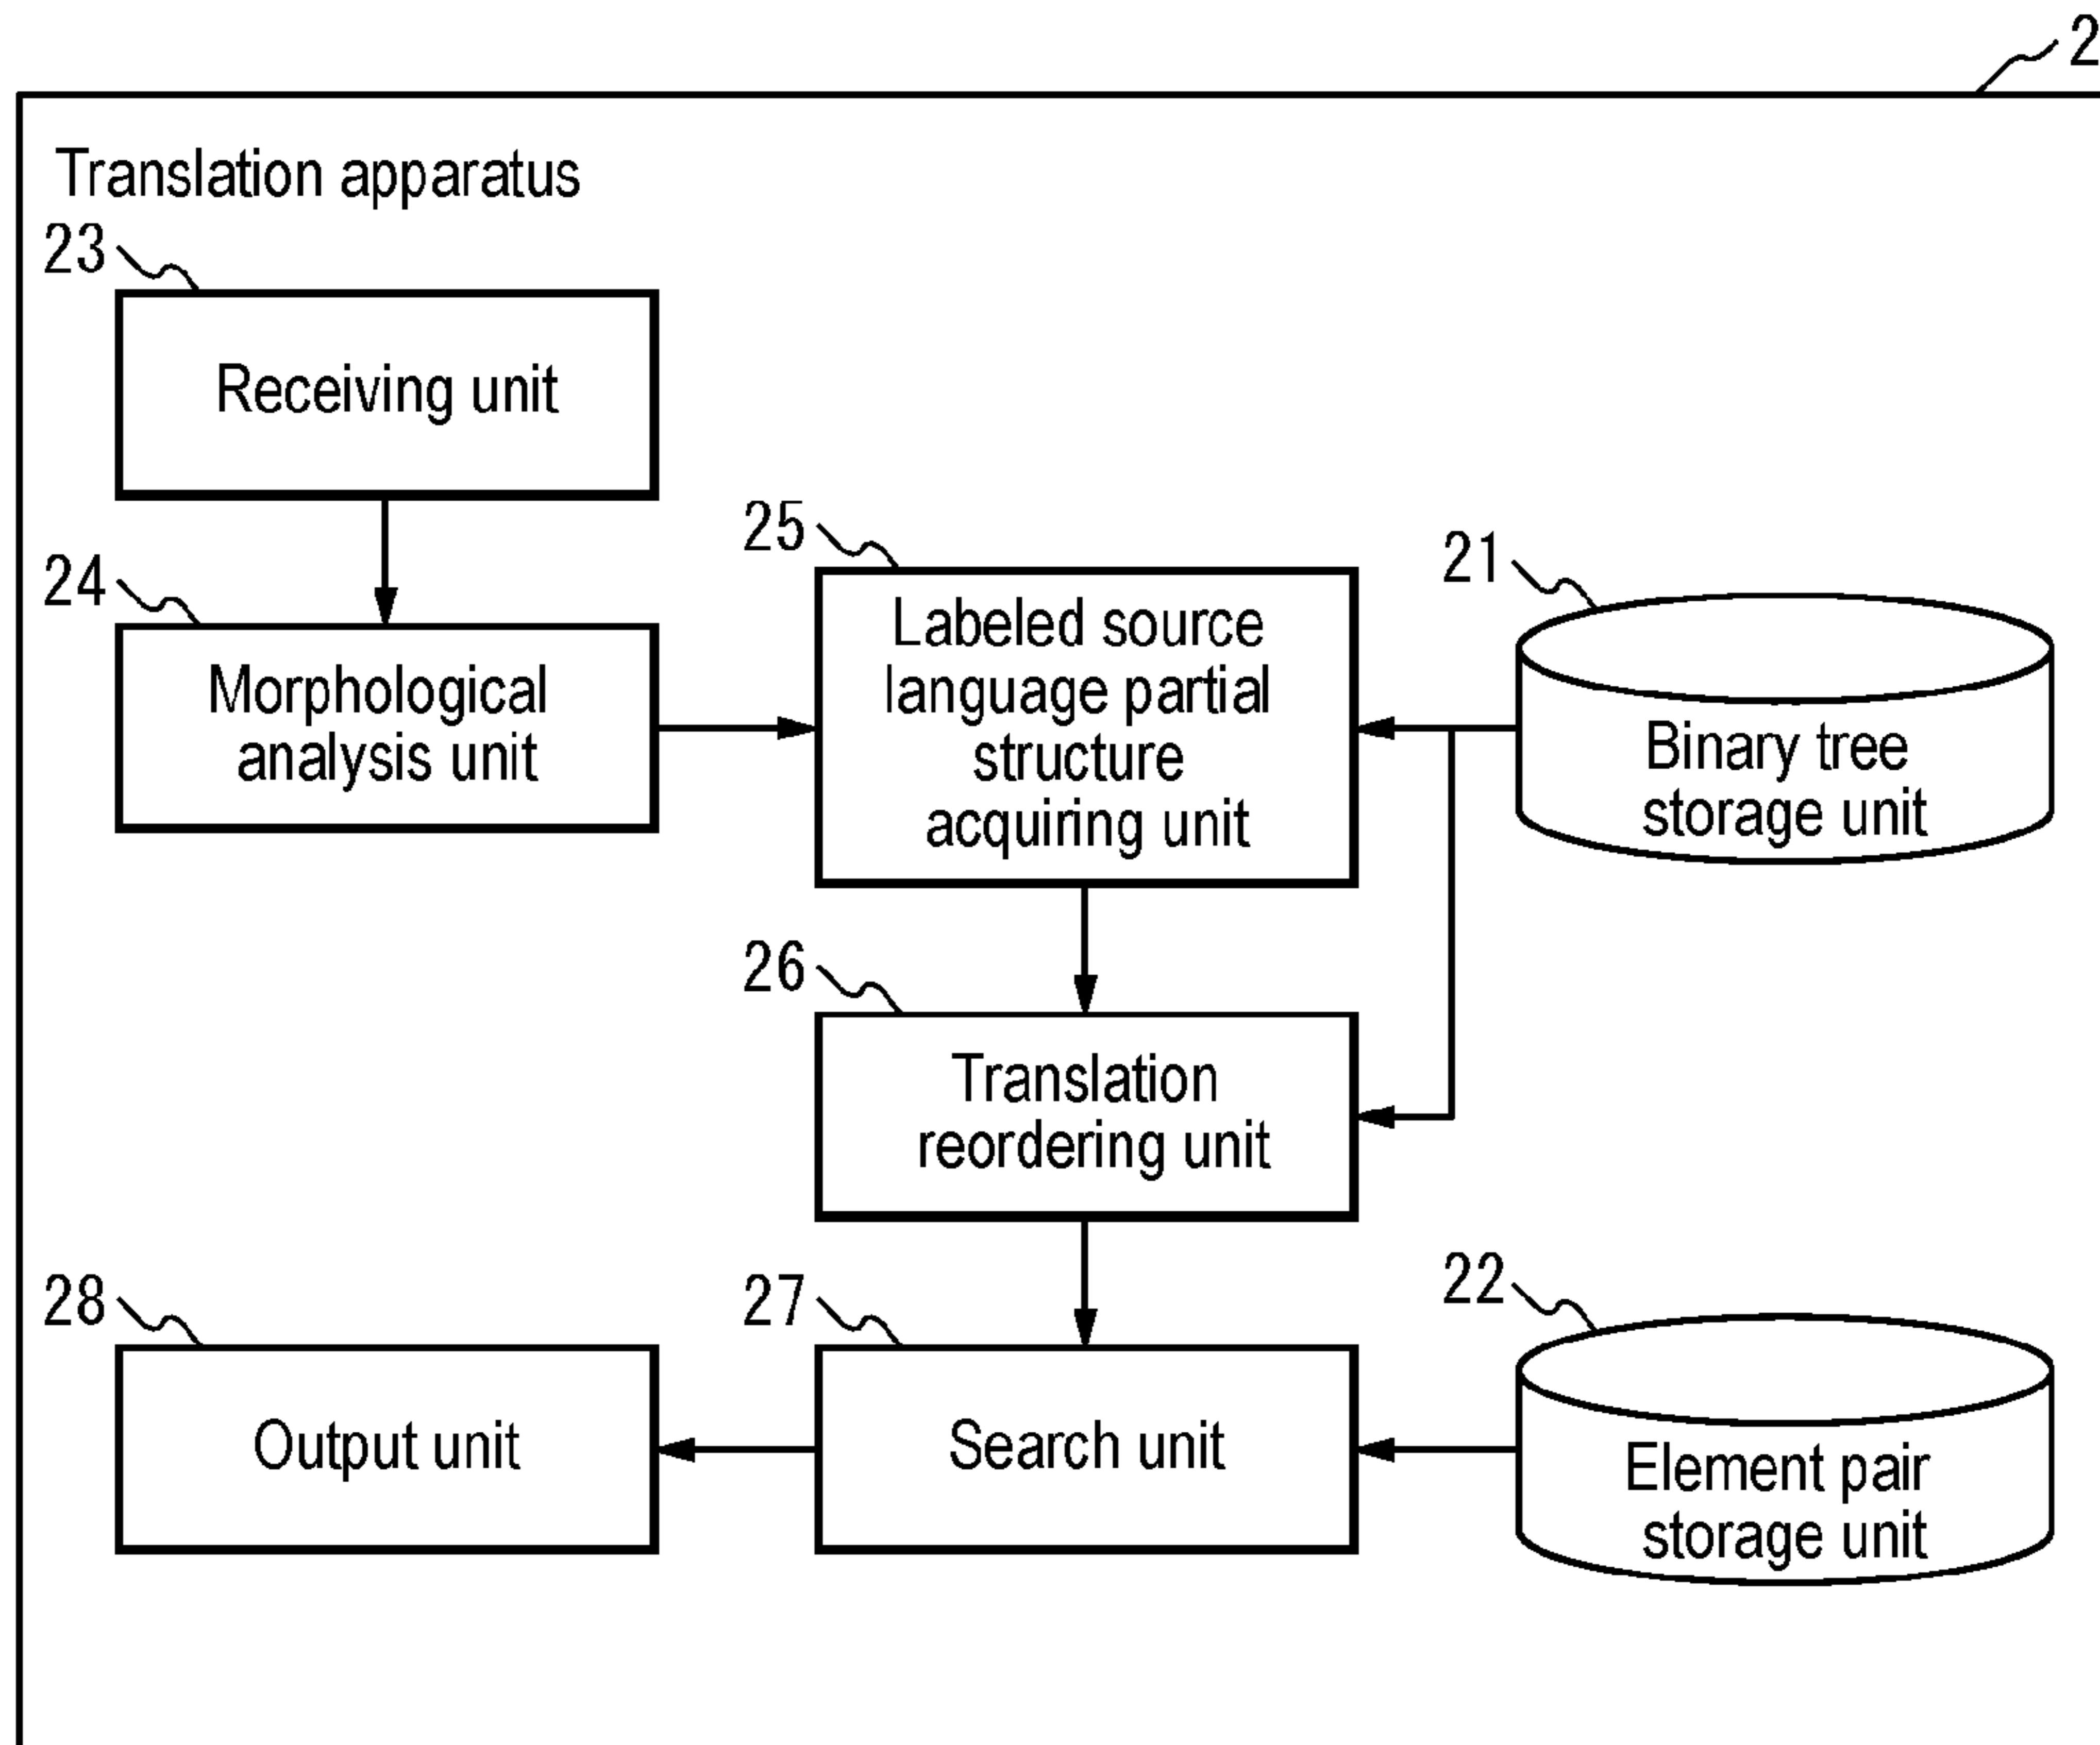 2
Translation apparatus
23
Receiving unit
24
Morphological
analysis unit
25
Labeled source
language partial
structure
acquiring unit
21
Binary tree
storage unit
26
Translation
reordering unit
28
Output unit
27
Search unit
22
Element pair
storage unit